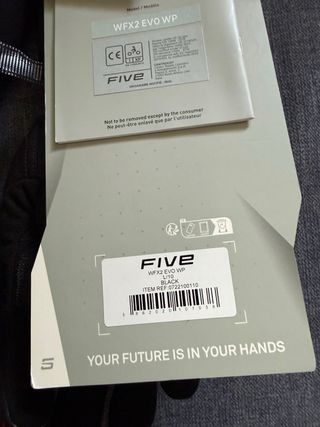 Model / Modèle
WFX2 EVO WP
CE
FIVE
Not to be removed except by the consumer
Ne peut-être enlevé que par l'utilisateur
FIVE
WFX2 EVO WP
L/10
BLACK
ITEM REF:0722100110
YOUR FUTURE IS IN YOUR HANDS